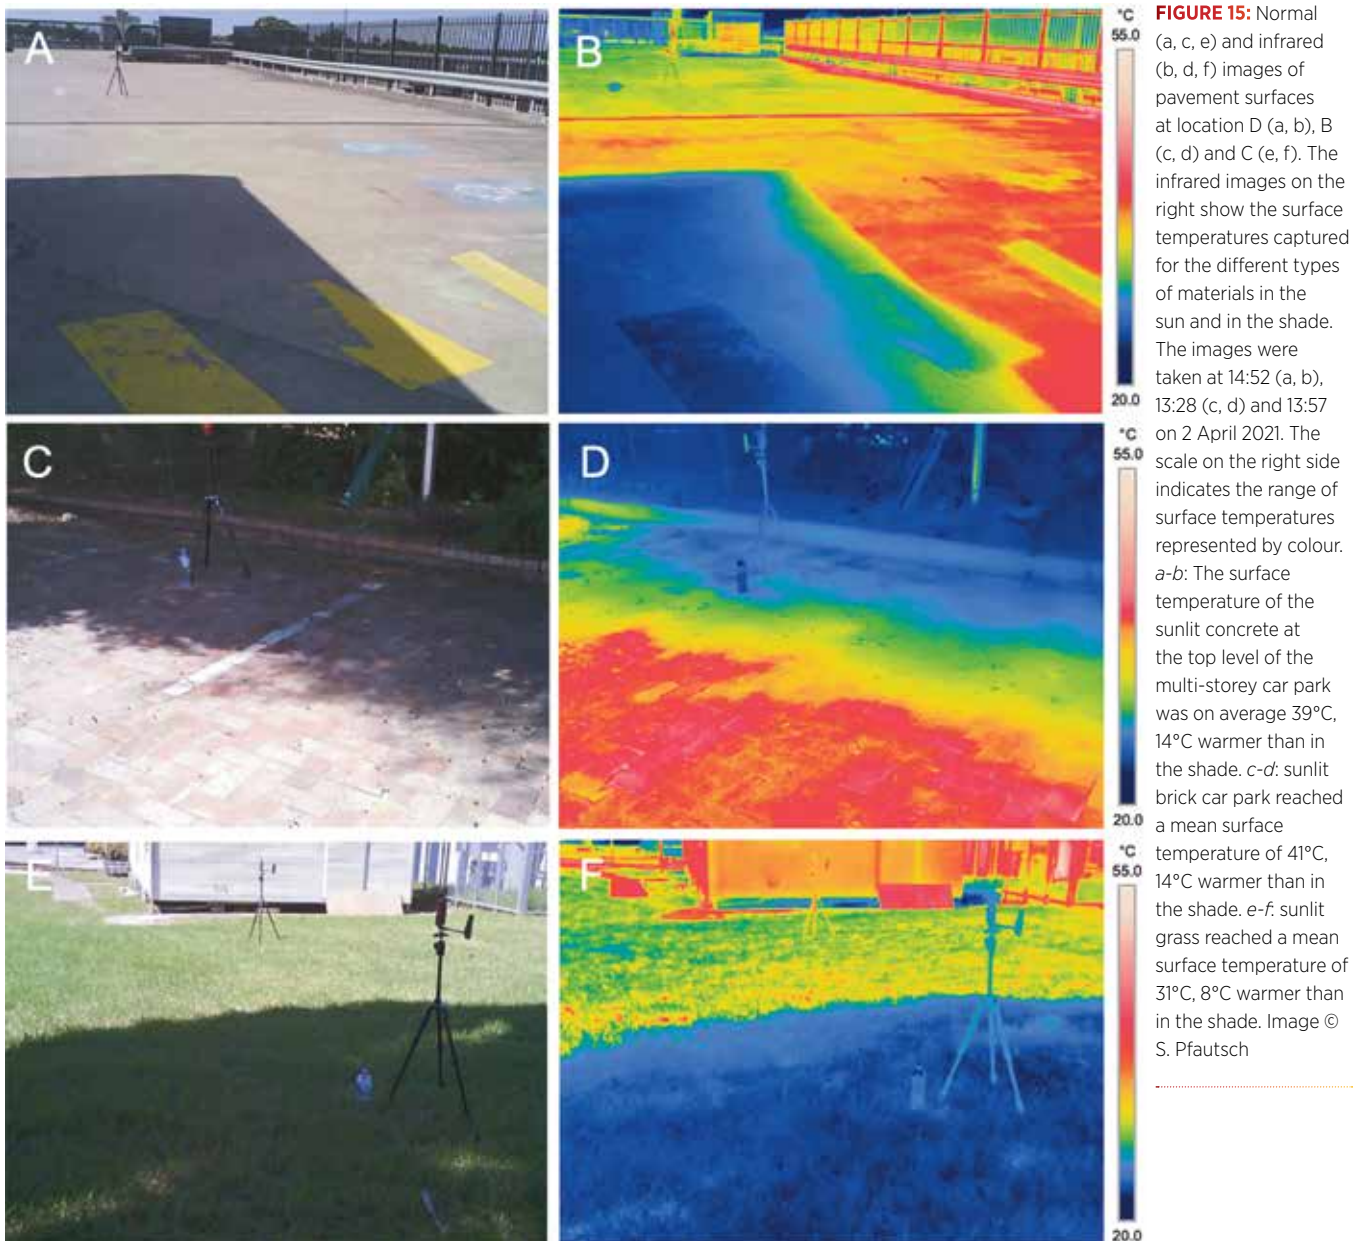 A
B
°C
55.0
20.0
C
D
°C
55.0
20.0
E
F
°C
55.0
20.0
FIGURE 15: Normal
(a, c, e) and infrared
(b, d, f) images of
pavement surfaces
at location D (a, b), B
(c, d) and C (e, f). The
infrared images on the
right show the surface
temperatures captured
for the different types
of materials in the
sun and in the shade.
The images were
taken at 14:52 (a, b),
13:28 (c, d) and 13:57
on 2 April 2021. The
scale on the right side
indicates the range of
surface temperatures
represented by colour.
a-b: The surface
temperature of the
sunlit concrete at
the top level of the
multi-storey car park
was on average 39°C,
14°C warmer than in
the shade. c-d: sunlit
brick car park reached
a mean surface
temperature of 41°C,
14°C warmer than in
the shade. e-f: sunlit
grass reached a mean
surface temperature of
31°C, 8°C warmer than
in the shade. Image ©
S. Pfautsch